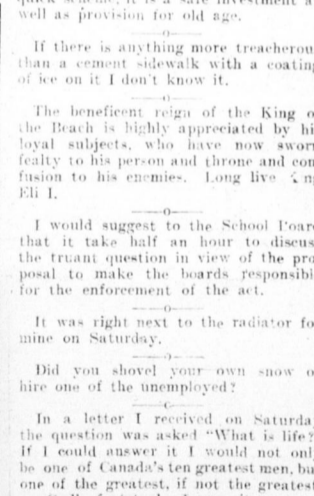 quick scheme, it is a safe investment a
well as provision for old age.
—o—
If there is anything more treacherou
than a cement sidewalk with a coatin
of ice on it I don't know it.
—o—
The beneficent reign of the King o
the Beach is highly appreciated by hi
loyal subjects, who have now sworn
fealty to his person and throne and con
fusion to his enemies. Long live
Eli I.
—o—
I would suggest to the School Boar
that it take half an hour to discus
the truant question in view of the pro
posal to make the boards responsibl
for the enforcement of the act.
—o—
It was right next to the radiator fo
mine on Saturday.
—o—
Did you shovel your own snow o
hire one of the unemployed?
—o—
In a letter I received on Saturda
the question was asked "What is life?
If I could answer it I would not onl
be one of Canada's ten greatest men, bu
one of the greatest, if not the greatest